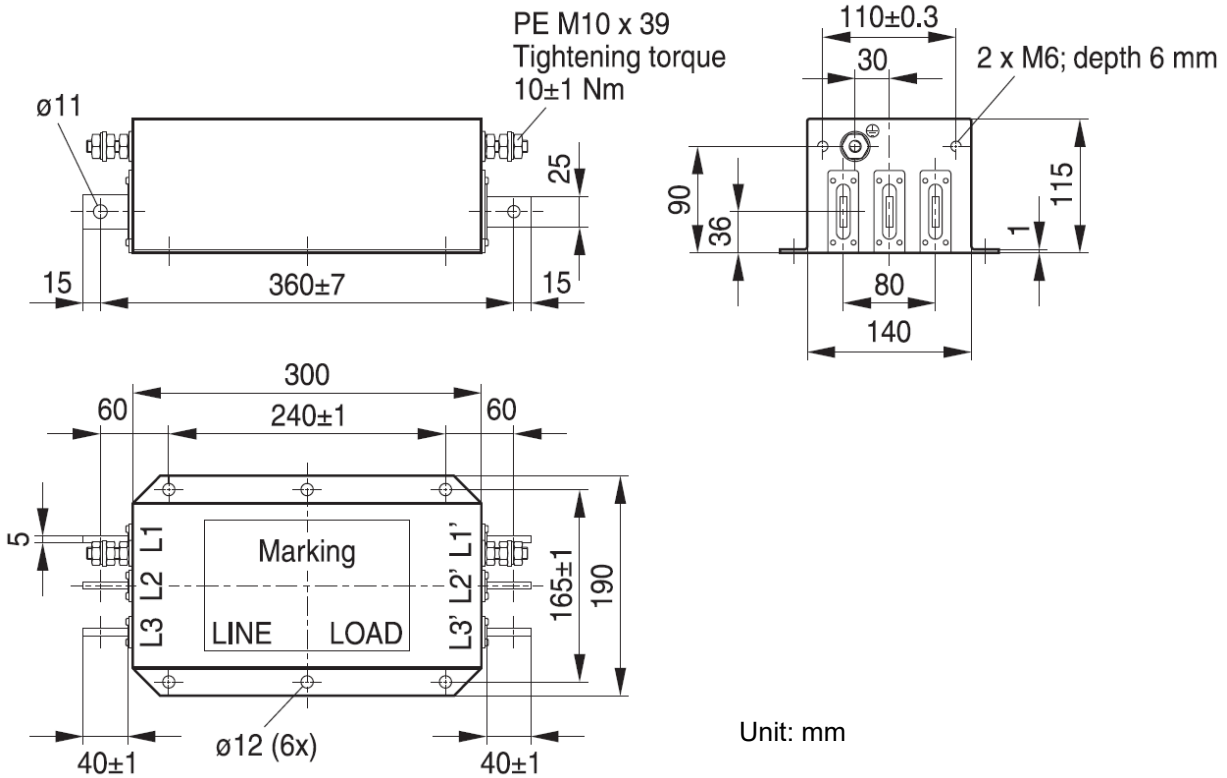 PE M10 x 39
Tightening torque
10±1 Nm
ø11
25
15
360±7
15
110±0.3
30
2 x M6; depth 6 mm
90
36
115
1
80
140
300
60
240±1
60
5
L1
L2
L3
Marking
LINE
LOAD
L1'
L2'
L3'
165±1
190
40±1
ø12 (6x)
40±1
Unit: mm